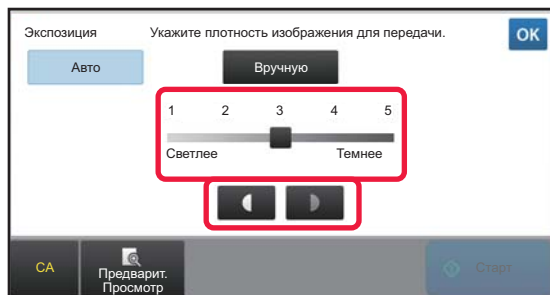 Экспозиция
Укажите плотность изображения для передачи.
OK
Авто
Вручную
1 2 3 4 5
Светлее Темнее
CA
Предварит.
Просмотр
Старт